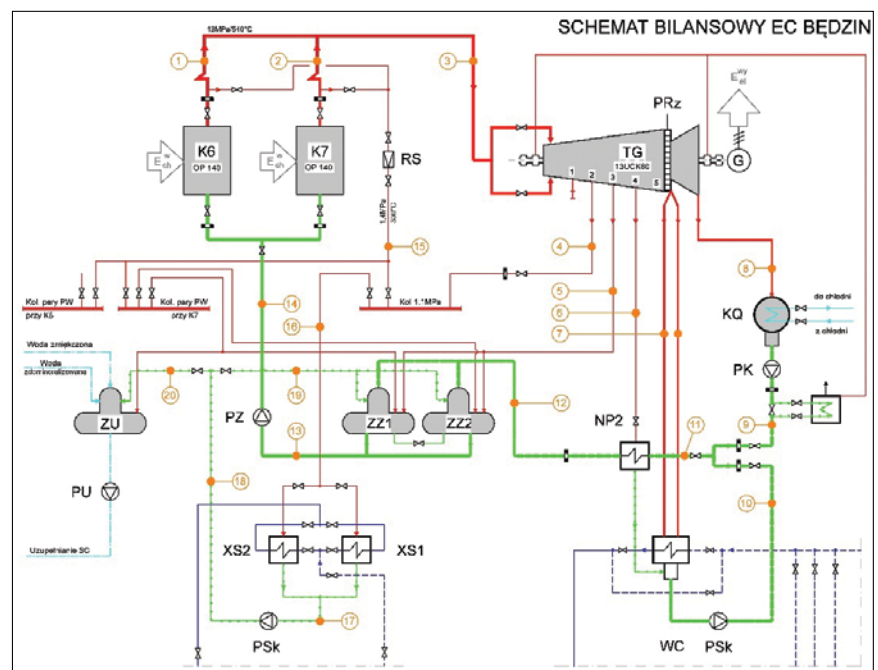 SCHEMAT BILANSOWY EC BĘDZIN
13MPa/510°C
1
2
3
K6
OP 140
K7
OP 140
RS
1,4MPa
PRz
TG
13UCK80
1
2
3
4
5
G
4
5
6
7
8
15
14
16
Kol. pary PW
przy K6
Kol. pary PW
przy K7
Kol 1.1MPa
do chłodni
z chłodni
KQ
Woda zmiękczona
Woda
zdemineralizowana
20
19
PK
ZU
PZ
ZZ1
ZZ2
12
NP2
11
9
13
PU
18
10
Uzupełnianie SC
XS2
XS1
17
PSk
WC
PSk